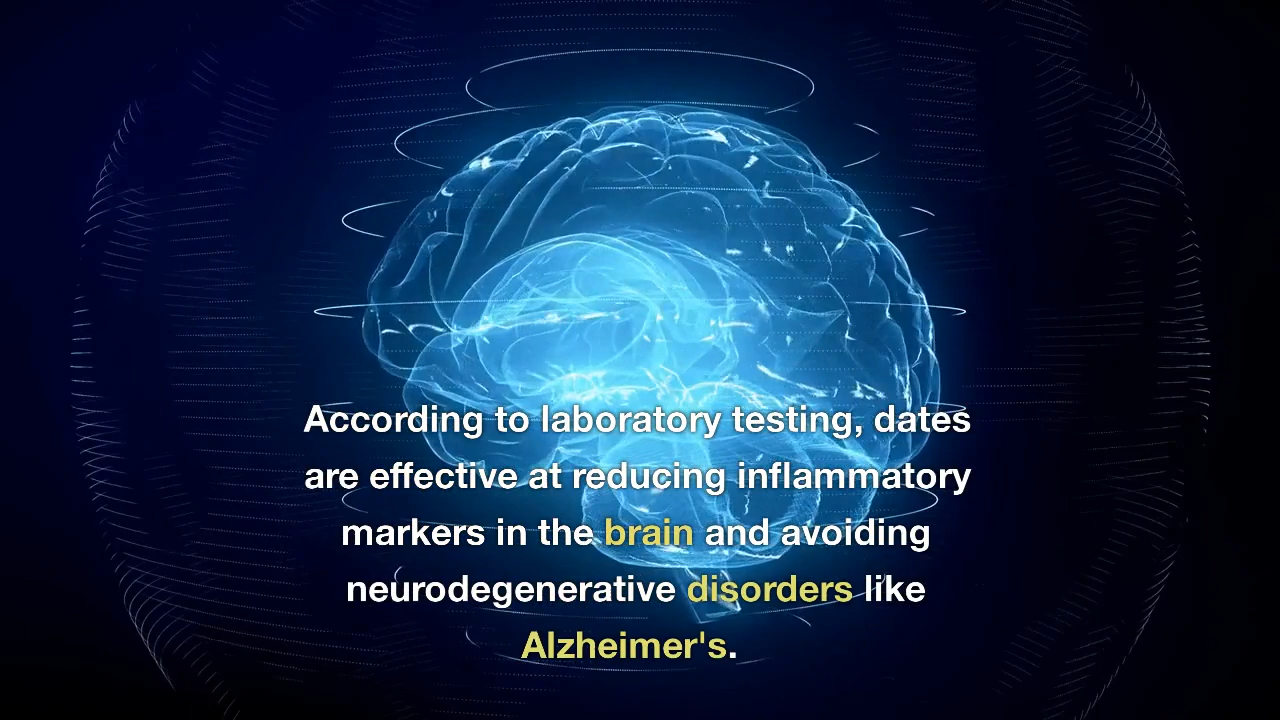 According to laboratory testing, dates
are effective at reducing inflammatory
markers in the brain and avoiding
neurodegenerative disorders like
Alzheimer's.